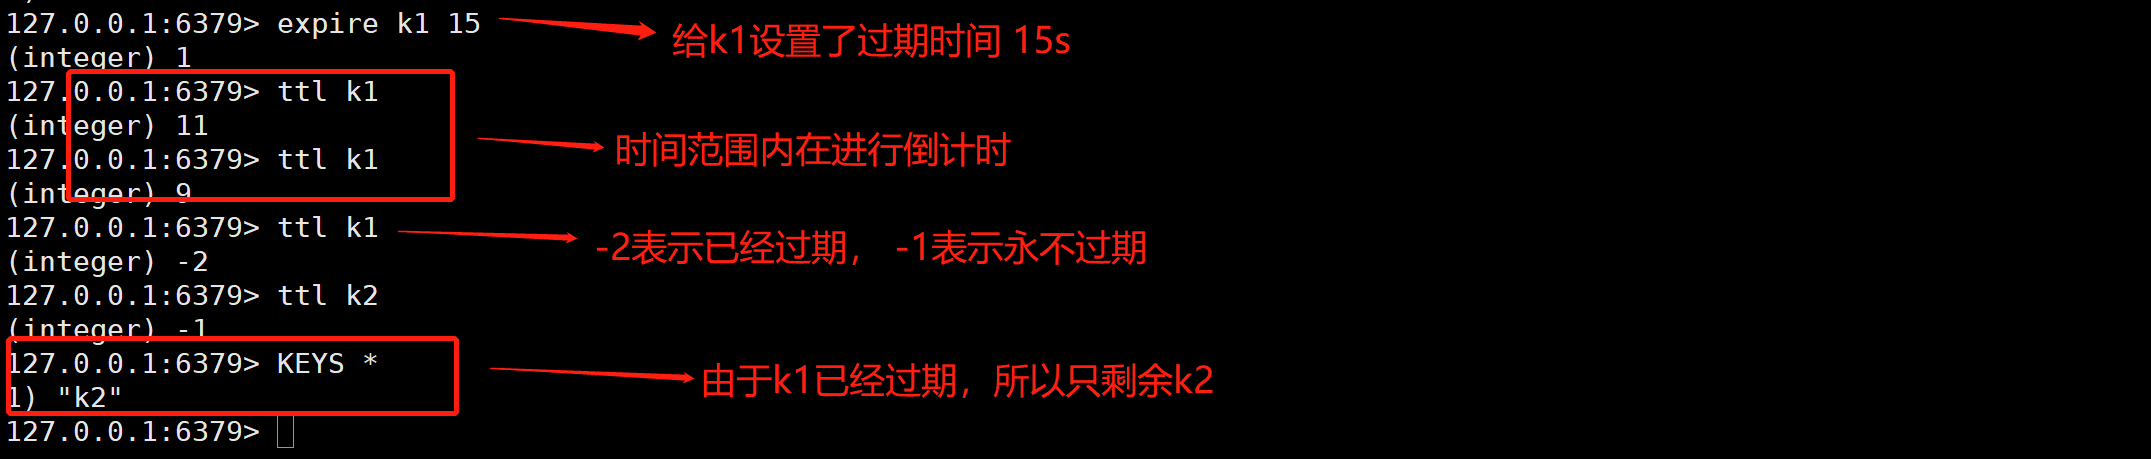 127.0.0.1:6379> expire k1 15
给k1设置了过期时间 15s
(integer) 1
127.0.0.1:6379> ttl k1
(integer) 11
时间范围内在进行倒计时
127.0.0.1:6379> ttl k1
(integer) 9
127.0.0.1:6379> ttl k1
-2表示已经过期， -1表示永不过期
(integer) -2
127.0.0.1:6379> ttl k2
(integer) -1
127.0.0.1:6379> KEYS *
由于k1已经过期，所以只剩余k2
1) "k2"
127.0.0.1:6379>